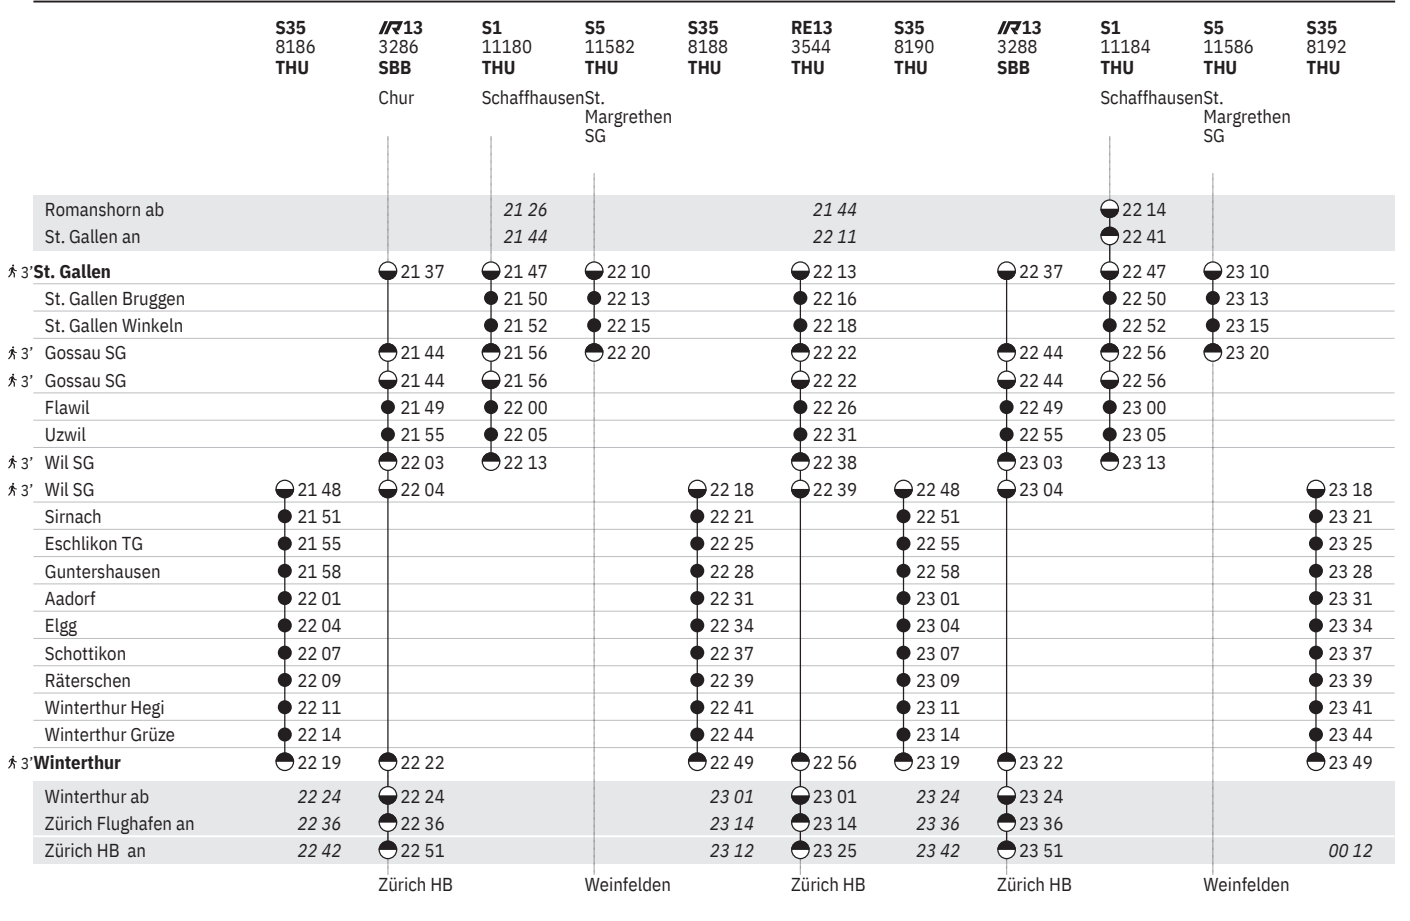 S35 IR13 S1 S5 S35 RE13 S35 IR13 S1 S5 S35
8186 3286 11180 11582 8188 3544 8190 3288 11184 11586 8192
THU SBB THU THU THU THU THU SBB THU THU THU
Chur Schaffhausen St. Schaffhausen St.
Margrethen Margrethen
SG SG
Romanshorn ab 21 26 21 44 22 14
St. Gallen an 21 44 22 11 22 41
3' St. Gallen 21 37 21 47 22 10 22 13 22 37 22 47 23 10
St. Gallen Bruggen 21 50 22 13 22 16 22 50 23 13
St. Gallen Winkeln 21 52 22 15 22 18 22 52 23 15
3' Gossau SG 21 44 21 56 22 20 22 22 22 44 22 56 23 20
3' Gossau SG 21 44 21 56 22 22 22 44 22 56
Flawil 21 49 22 00 22 26 22 49 23 00
Uzwil 21 55 22 05 22 31 22 55 23 05
3' Wil SG 22 03 22 13 22 38 23 03 23 13
3' Wil SG 21 48 22 04 22 18 22 39 22 48 23 04 23 18
Sirnach 21 51 22 21 22 51 23 21
Eschlikon TG 21 55 22 25 22 55 23 25
Guntershausen 21 58 22 28 22 58 23 28
Aadorf 22 01 22 31 23 01 23 31
Elgg 22 04 22 34 23 04 23 34
Schottikon 22 07 22 37 23 07 23 37
Räterschen 22 09 22 39 23 09 23 39
Winterthur Hegi 22 11 22 41 23 11 23 41
Winterthur Grüze 22 14 22 44 23 14 23 44
3' Winterthur 22 19 22 22 22 49 22 56 23 19 23 22 23 49
Winterthur ab 22 24 22 24 23 01 23 01 23 24 23 24
Zürich Flughafen an 22 36 22 36 23 14 23 14 23 36 23 36
Zürich HB an 22 42 22 51 23 12 23 25 23 42 23 51 00 12
Zürich HB Weinfelden Zürich HB Zürich HB Weinfelden